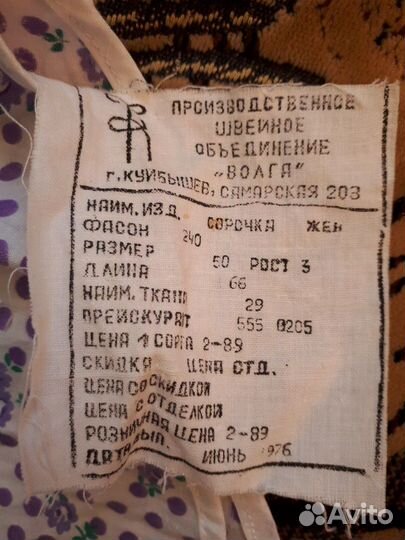 ПРОИЗВОДСТВЕННОЕ
ШВЕЙНОЕ
ОБЪЕДИНЕНИЕ
„ВОЛГА"
г. КУЙБЫШЕВ, САМАРСКАЯ 203
НАИМ. ИЗД. СОРОЧКА ЖЕН
ФАСОН 240
РАЗМЕР 50 РОСТ 3
ДЛИНА 66
НАИМ. ТКАНИ 29
ПРЕЙСКУРАТ 555 0205
ЦЕНА 1 СОРТА 2-89
СКИДКА ЦЕНА ОТД.
ЦЕНА СО СКИДКОЙ
ЦЕНА С ОТДЕЛКОЙ
РОЗНИЧНАЯ ЦЕНА 2-89
ДАТА ВЫП. ИЮНЬ 1976
Avito